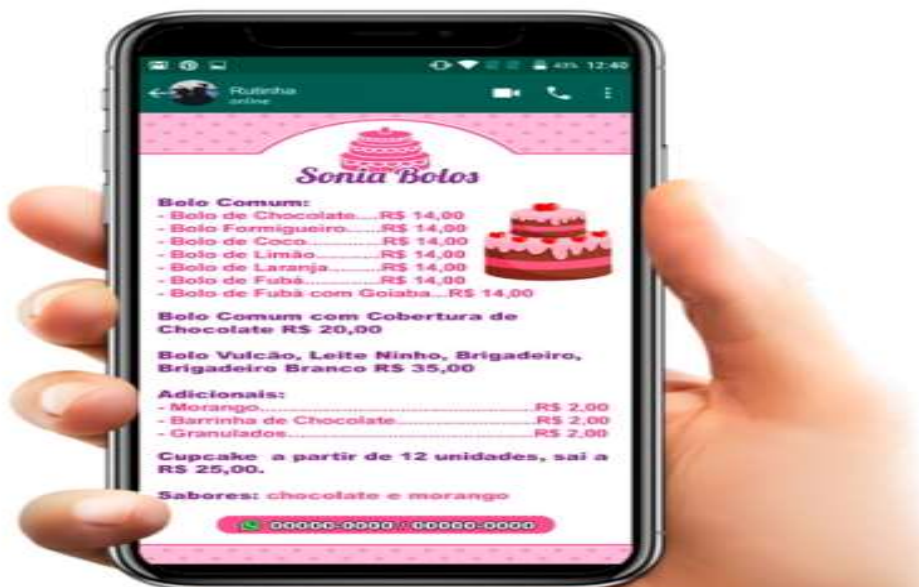 43% 12:40
Rutinha
online
Sonia Bolos
Bolo Comum:
- Bolo de Chocolate....R$ 14,00
- Bolo Formigueiro......R$ 14,00
- Bolo de Coco............R$ 14,00
- Bolo de Limão..........R$ 14,00
- Bolo de Laranja........R$ 14,00
- Bolo de Fubá............R$ 14,00
- Bolo de Fubá com Goiaba...R$ 14,00
Bolo Comum com Cobertura de
Chocolate R$ 20,00
Bolo Vulcão, Leite Ninho, Brigadeiro,
Brigadeiro Branco R$ 35,00
Adicionais:
- Morango..........................................R$ 2,00
- Barrinha de Chocolate.....................R$ 2,00
- Granulados.....................................R$ 2,00
Cupcake a partir de 12 unidades, sai a
R$ 25,00.
Sabores: chocolate e morango
00000-0000 / 00000-0000